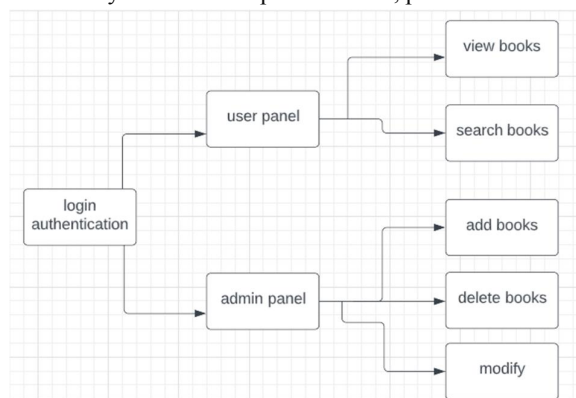 view books
user panel
search books
login
authentication
add books
admin panel
delete books
modify